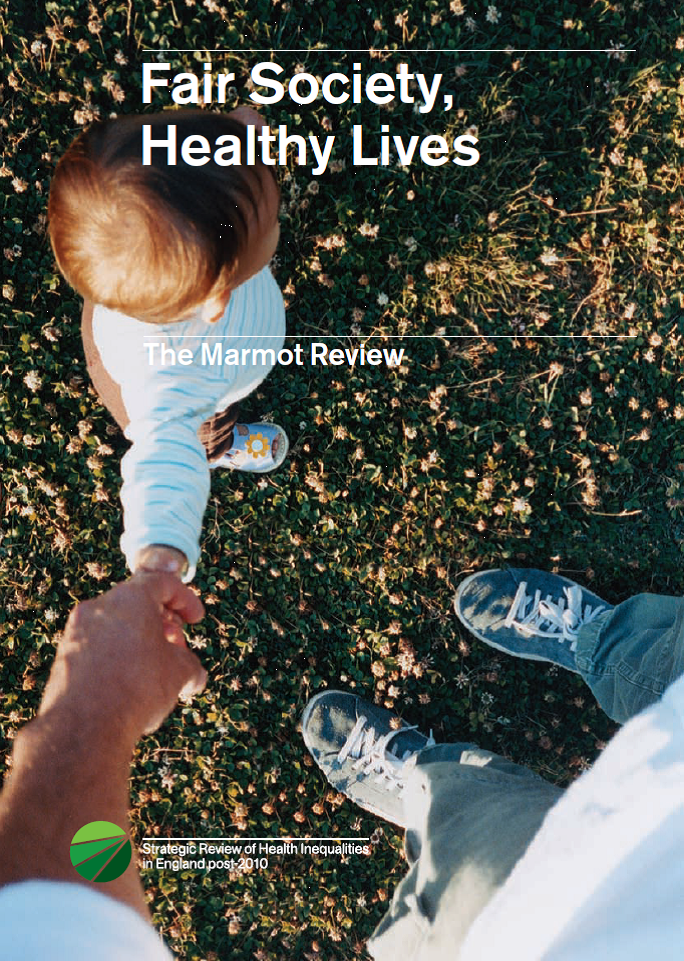 Fair Society,
Healthy Lives
The Marmot Review
Strategic Review of Health Inequalities
in England post-2010